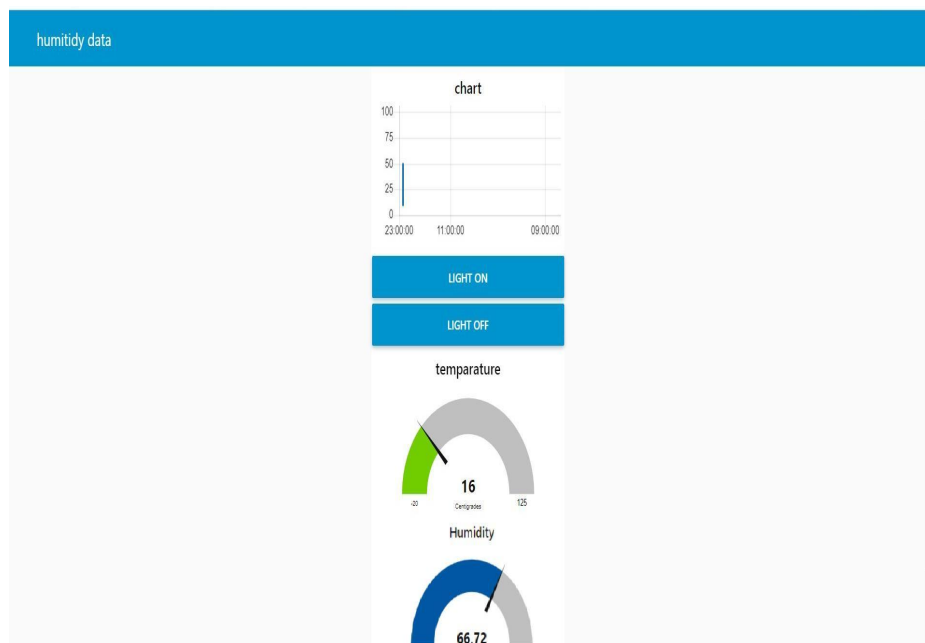 humitidy data
chart
100
75
50
25
0
23:00:00 11:00:00 09:00:00
LIGHT ON
LIGHT OFF
temparature
16
-20 Centigrades 125
Humidity
66.72